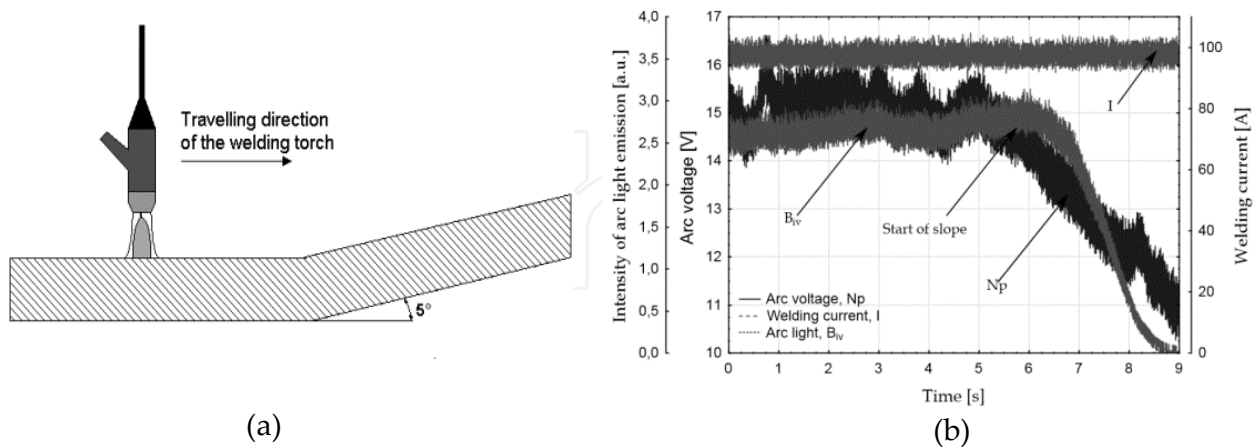 Travelling direction
of the welding torch
5°
(a)
Intensity of arc light emission [a.u.]
4,0
3,5
3,0
2,5
2,0
1,5
1,0
0,5
0,0
Arc voltage [V]
17
16
15
14
13
12
11
10
I
B_iv
Start of slope
Np
Arc voltage, Np
Welding current, I
Arc light, B_iv
0 1 2 3 4 5 6 7 8 9
Time [s]
100
80
60
40
20
0
Welding current [A]
(b)